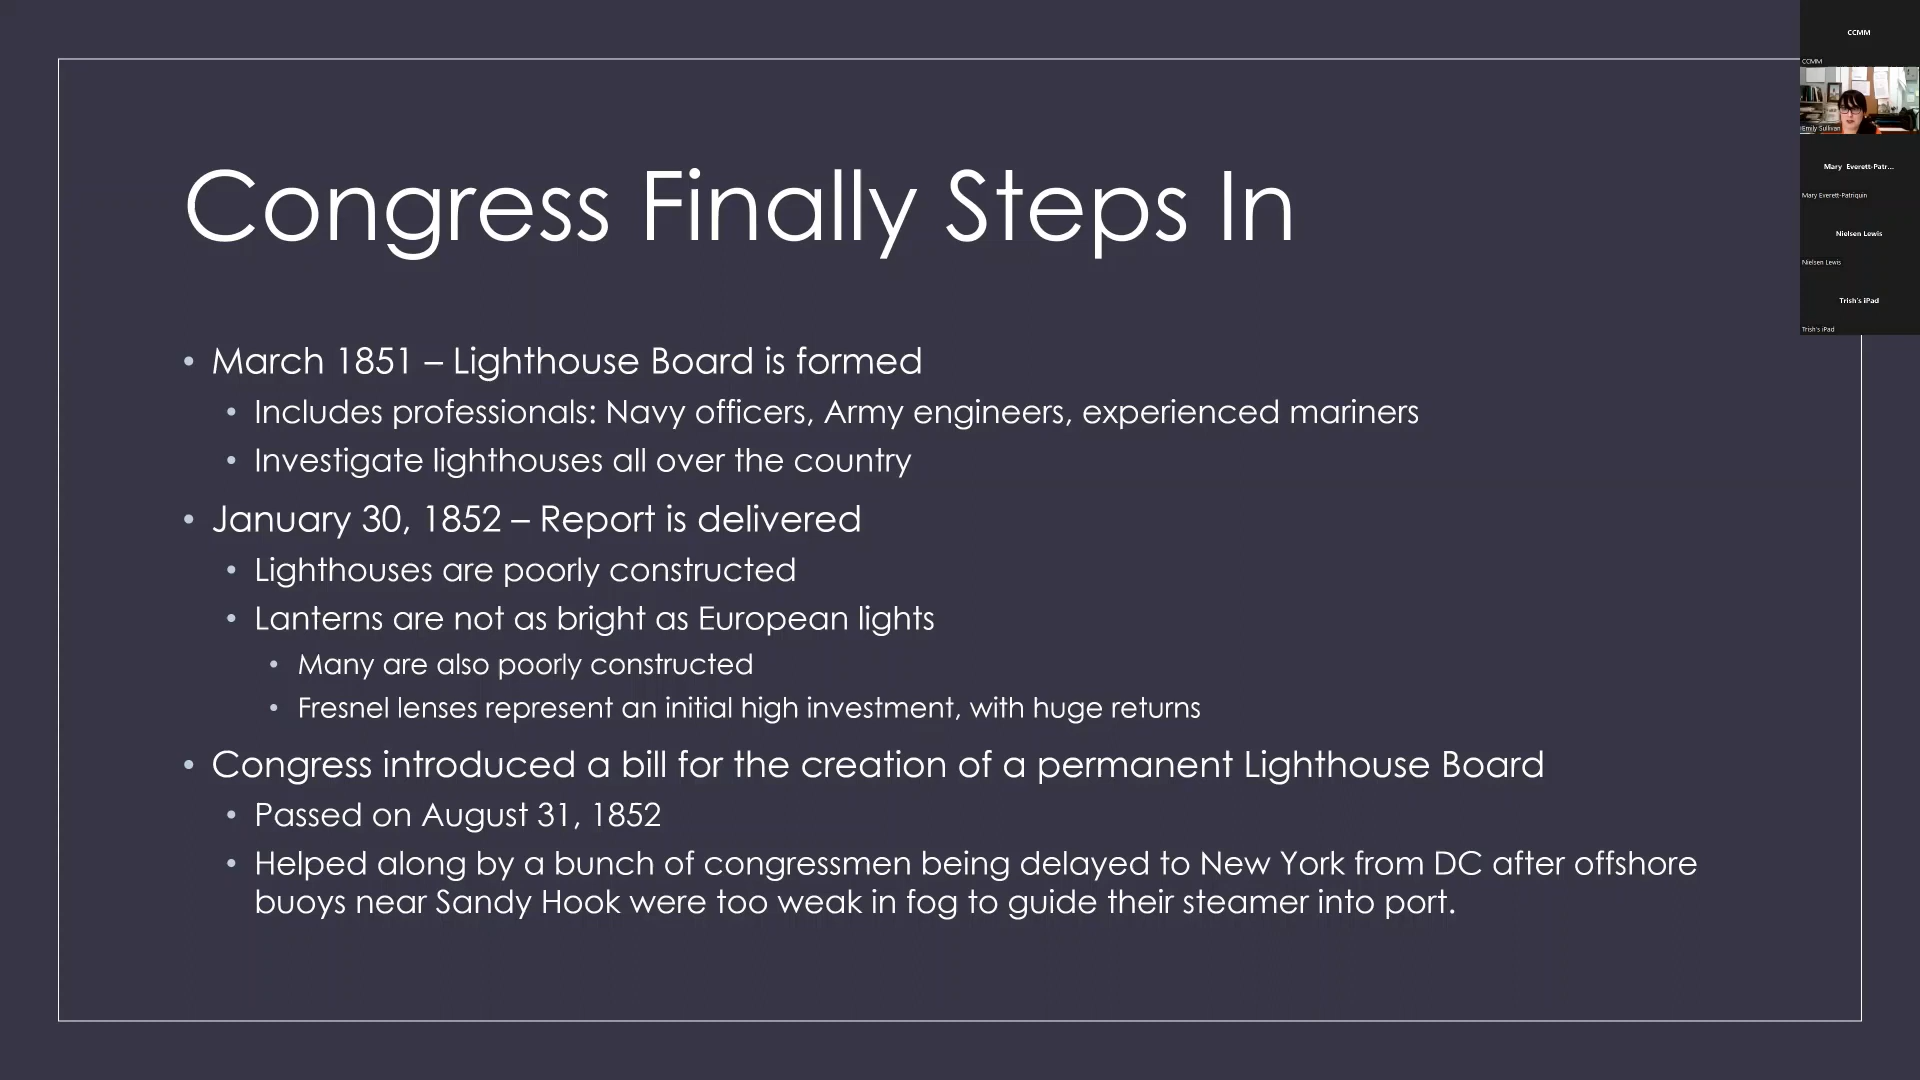 Congress Finally Steps In
• March 1851 – Lighthouse Board is formed
• Includes professionals: Navy officers, Army engineers, experienced mariners
• Investigate lighthouses all over the country
• January 30, 1852 – Report is delivered
• Lighthouses are poorly constructed
• Lanterns are not as bright as European lights
• Many are also poorly constructed
• Fresnel lenses represent an initial high investment, with huge returns
• Congress introduced a bill for the creation of a permanent Lighthouse Board
• Passed on August 31, 1852
• Helped along by a bunch of congressmen being delayed to New York from DC after offshore
buoys near Sandy Hook were too weak in fog to guide their steamer into port.
CCMM
CCMM
Emily Sullivan
Mary Everett-Patr...
Mary Everett-Patriquin
Nielsen Lewis
Nielsen Lewis
Trish's iPad
Trish's iPad